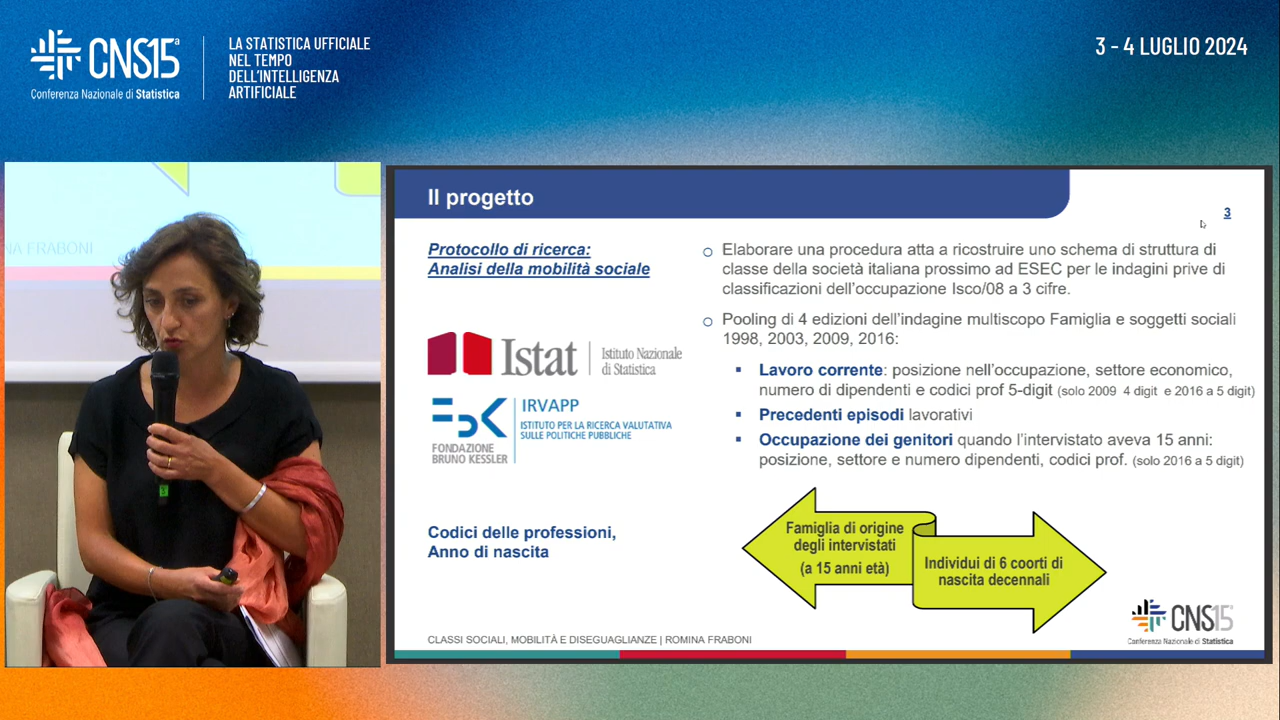 CNS15ª
Conferenza Nazionale di Statistica
LA STATISTICA UFFICIALE
NEL TEMPO
DELL'INTELLIGENZA
ARTIFICIALE
3 - 4 LUGLIO 2024
NA FRABONI
Il progetto
3
Protocollo di ricerca:
Analisi della mobilità sociale
Istat
Istituto Nazionale
di Statistica
FBK
FONDAZIONE
BRUNO KESSLER
IRVAPP
ISTITUTO PER LA RICERCA VALUTATIVA
SULLE POLITICHE PUBBLICHE
Codici delle professioni,
Anno di nascita
Elaborare una procedura atta a ricostruire uno schema di struttura di
classe della società italiana prossimo ad ESEC per le indagini prive di
classificazioni dell'occupazione Isco/08 a 3 cifre.
Pooling di 4 edizioni dell'indagine multiscopo Famiglia e soggetti sociali
1998, 2003, 2009, 2016:
Lavoro corrente: posizione nell'occupazione, settore economico,
numero di dipendenti e codici prof 5-digit (solo 2009 4 digit e 2016 a 5 digit)
Precedenti episodi lavorativi
Occupazione dei genitori quando l'intervistato aveva 15 anni:
posizione, settore e numero dipendenti, codici prof. (solo 2016 a 5 digit)
Famiglia di origine
degli intervistati
(a 15 anni età)
Individui di 6 coorti di
nascita decennali
CLASSI SOCIALI, MOBILITÀ E DISEGUAGLIANZE | ROMINA FRABONI
CNS15ª
Conferenza Nazionale di Statistica